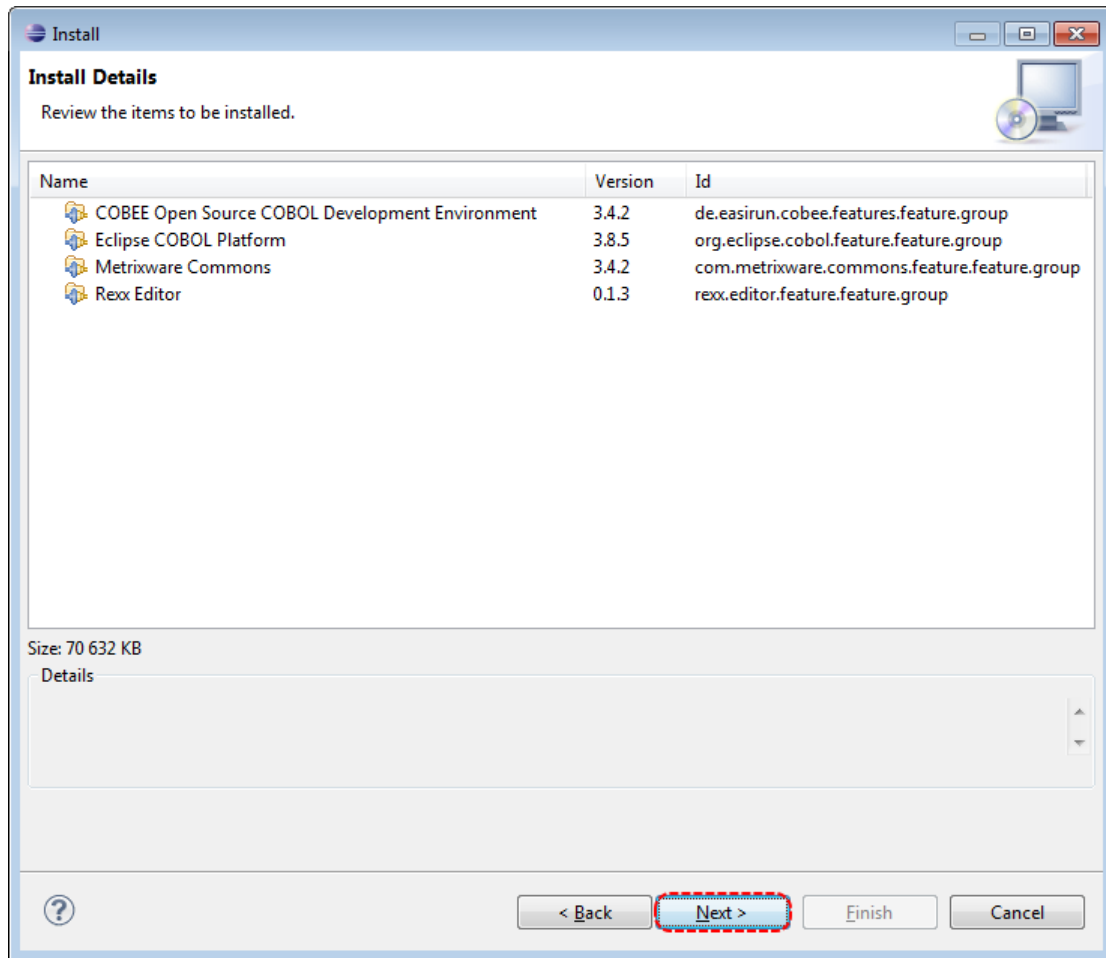 Install
Install Details
Review the items to be installed.
Name Version Id
COBEE Open Source COBOL Development Environment 3.4.2 de.easirun.cobee.features.feature.group
Eclipse COBOL Platform 3.8.5 org.eclipse.cobol.feature.feature.group
Metrixware Commons 3.4.2 com.metrixware.commons.feature.feature.group
Rexx Editor 0.1.3 rexx.editor.feature.feature.group
Size: 70 632 KB
Details
< Back Next > Finish Cancel